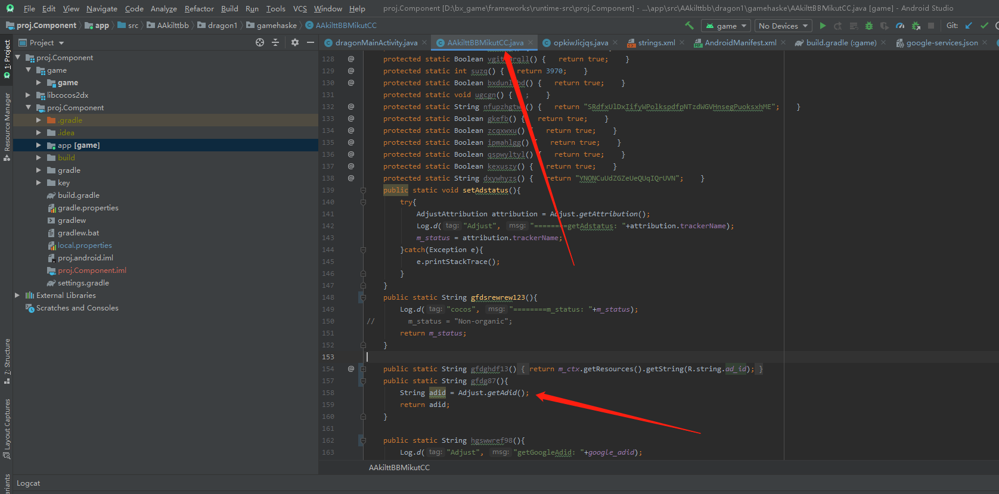 File Edit View Navigate Code Analyze Refactor Build Run Tools VCS Window Help proj.Component [D:\bx_game\frameworks\runtime-src\proj.Component] - ...\app\src\AAkilttbb\dragon1\gamehaske\AAkilttBBMikutCC.java [game] - Android Studio
proj.Component app src AAkilttbb dragon1 gamehaske AAkilttBBMikutCC game No Devices Git:
Project dragonMainActivity.java AAkilttBBMikutCC.java opkiwJicjqs.java strings.xml AndroidManifest.xml build.gradle (:game) google-services.json
1: Project
Resource Manager
7: Structure
Layout Captures
proj.Component
game
game
libcocos2dx
proj.Component
.gradle
.idea
app [game]
build
gradle
key
build.gradle
gradle.properties
gradlew
gradlew.bat
local.properties
proj.android.iml
proj.Component.iml
settings.gradle
External Libraries
Scratches and Consoles
128 @ protected static Boolean { return true; }
129 @ protected static int suzq() { return 3970; }
130 @ protected static Boolean { return true; }
131 protected static void ugcgn() { ; }
132 @ protected static String { return "SRdfxUlDxIifyWPolkspdfpNTzdWGVHnsegPuoksxhME"; }
133 @ protected static Boolean gkefb() { return true; }
134 @ protected static Boolean zcqxwxu() { return true; }
135 @ protected static Boolean ipmahlgg() { return true; }
136 @ protected static Boolean qspwyltyl() { return true; }
137 @ protected static Boolean kexuszy() { return true; }
138 @ protected static String dxywhyzs() { return "YNONCuUdZGZeUeQUqIQrUVN"; }
139 public static void setAdstatus(){
140 try{
141 AdjustAttribution attribution = Adjust.getAttribution();
142 Log.d( tag: "Adjust", msg: "========getAdstatus: "+attribution.trackerName);
143 m_status = attribution.trackerName;
144 }catch(Exception e){
145 e.printStackTrace();
146 }
147 }
148 public static String gfdsrewrew123(){
149 Log.d( tag: "cocos", msg: "========m_status: "+m_status);
150 // m_status = "Non-organic";
151 return m_status;
152 }
153
154 @ public static String gfdghdf13() { return m_ctx.getResources().getString(R.string.ad_id); }
157 public static String gfdg87(){
158 String adid = Adjust.getAdid();
159 return adid;
160 }
161
162 public static String hgswwref98(){
163 Log.d( tag: "Adjust", msg: "getGoogleAdid: "+google_adid);
AAkilttBBMikutCC
Logcat